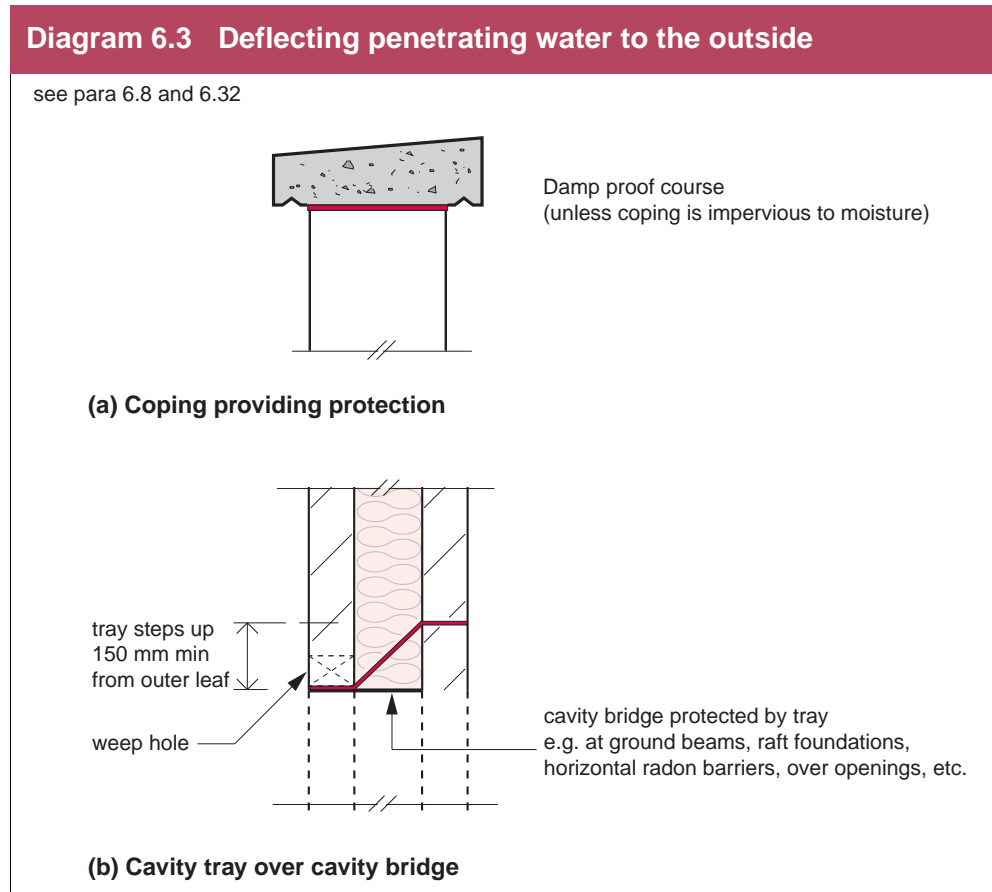 Diagram 6.3 Deflecting penetrating water to the outside
see para 6.8 and 6.32
Damp proof course
(unless coping is impervious to moisture)
(a) Coping providing protection
tray steps up
150 mm min
from outer leaf
weep hole
cavity bridge protected by tray
e.g. at ground beams, raft foundations,
horizontal radon barriers, over openings, etc.
(b) Cavity tray over cavity bridge